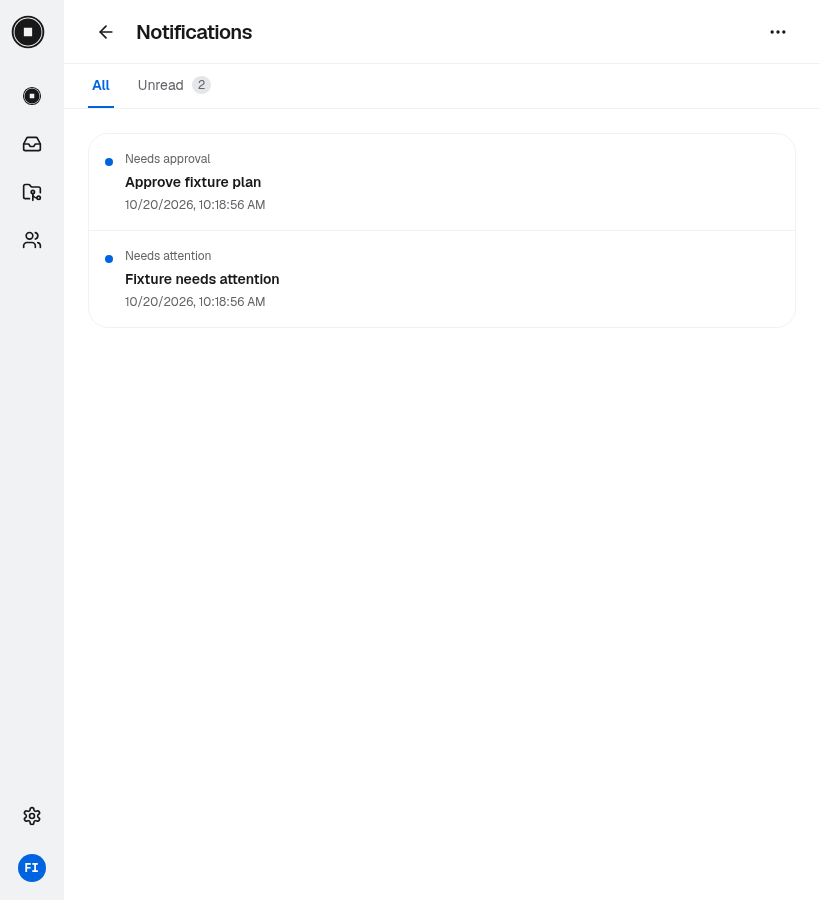 Notifications
All
Unread 2
Needs approval
Approve fixture plan
10/20/2026, 10:18:56 AM
Needs attention
Fixture needs attention
10/20/2026, 10:18:56 AM
FI